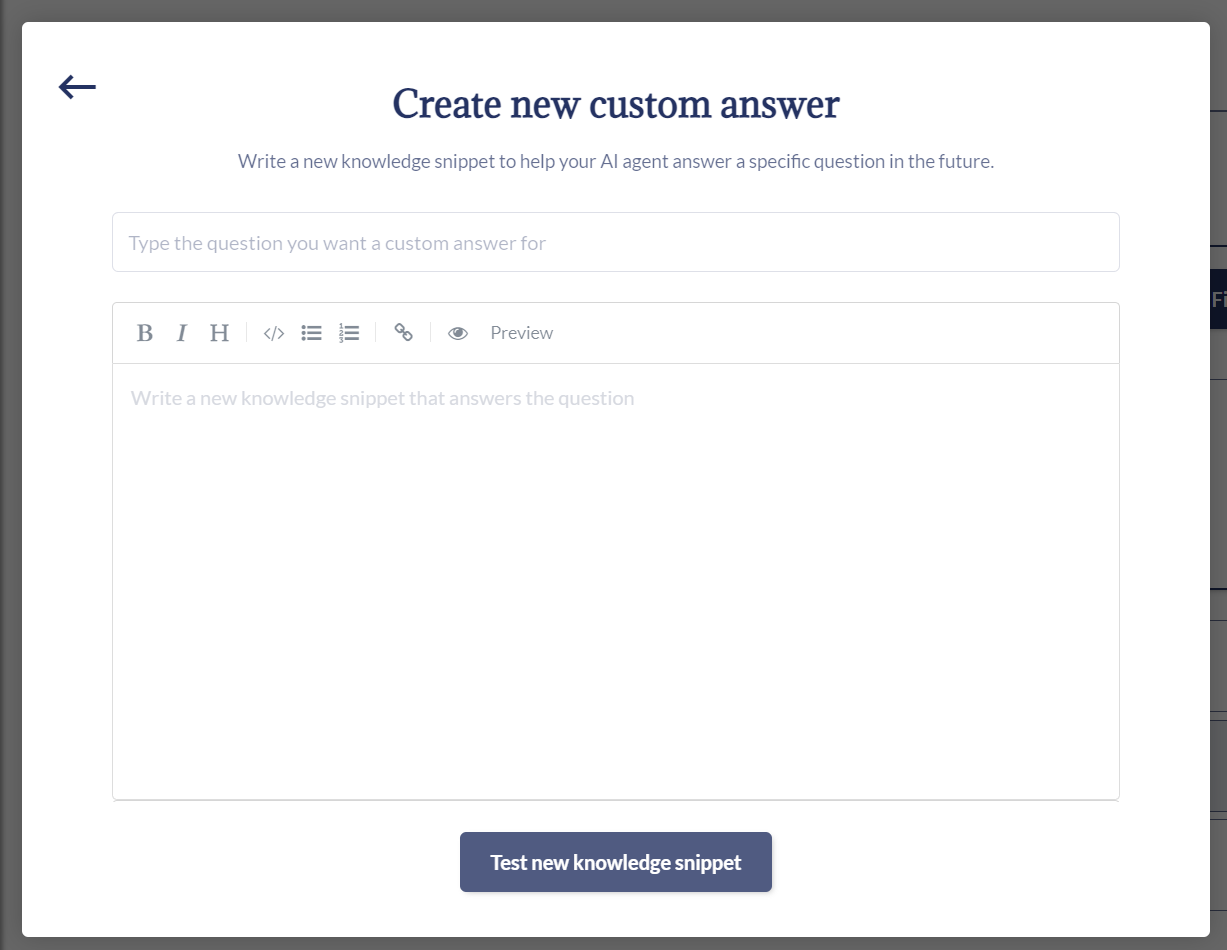 Create new custom answer
Write a new knowledge snippet to help your AI agent answer a specific question in the future.
Type the question you want a custom answer for
B I H </> Preview
Write a new knowledge snippet that answers the question
Test new knowledge snippet
Fi